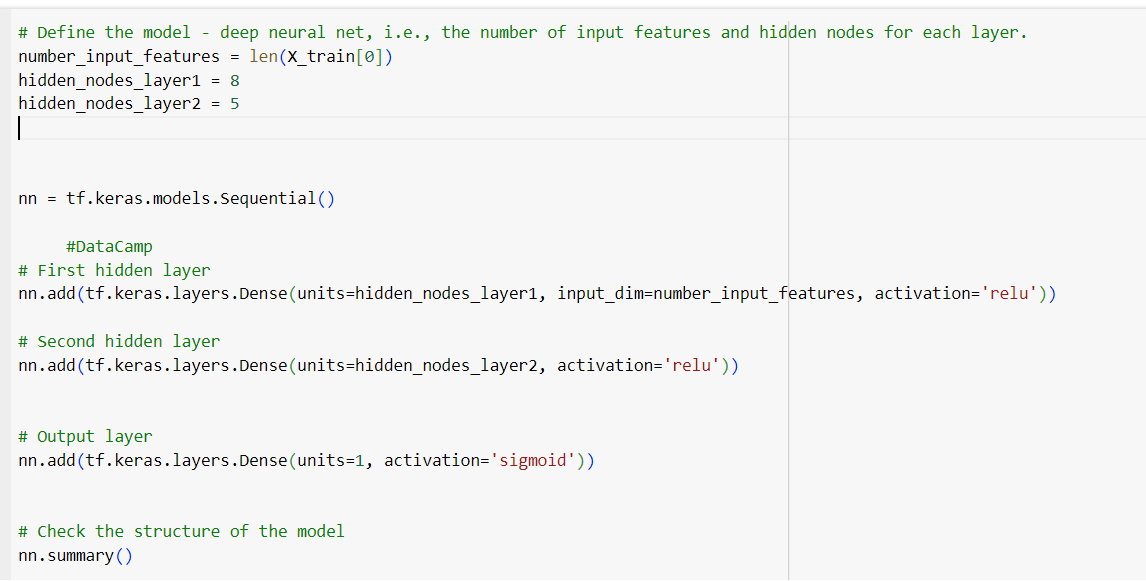 # Define the model - deep neural net, i.e., the number of input features and hidden nodes for each layer.
number_input_features = len(X_train[0])
hidden_nodes_layer1 = 8
hidden_nodes_layer2 = 5
nn = tf.keras.models.Sequential()
#DataCamp
# First hidden layer
nn.add(tf.keras.layers.Dense(units=hidden_nodes_layer1, input_dim=number_input_features, activation='relu'))
# Second hidden layer
nn.add(tf.keras.layers.Dense(units=hidden_nodes_layer2, activation='relu'))
# Output layer
nn.add(tf.keras.layers.Dense(units=1, activation='sigmoid'))
# Check the structure of the model
nn.summary()